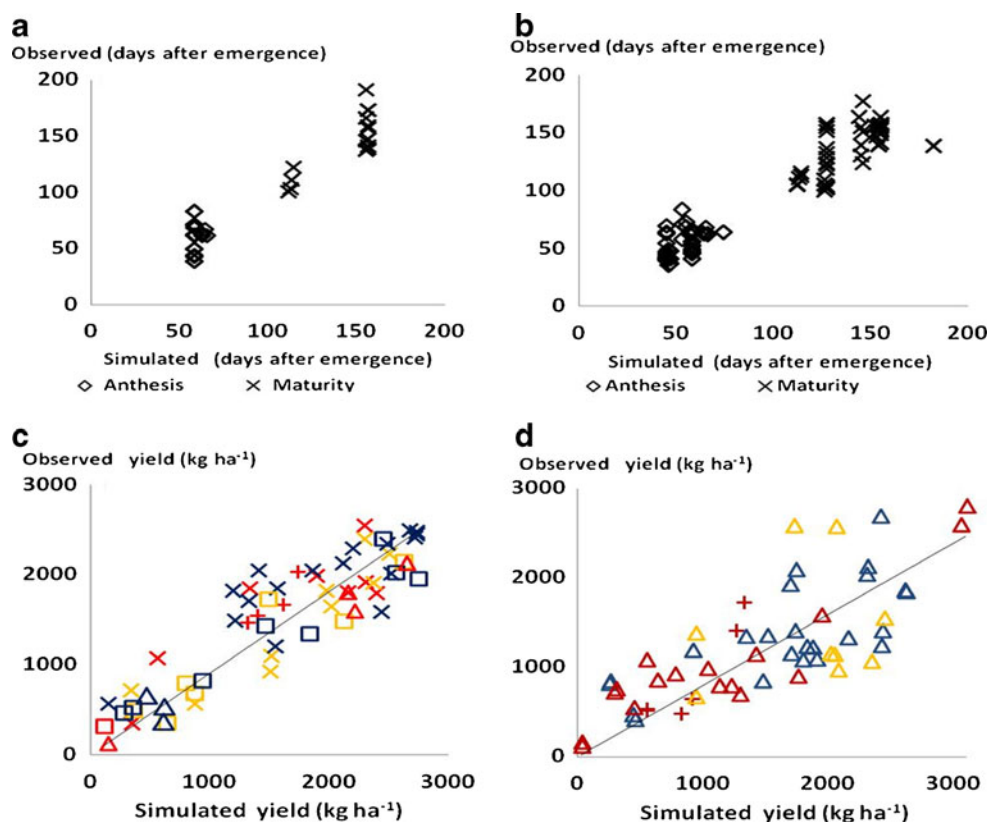 a
Observed (days after emergence)
200
150
100
50
0
0 50 100 150 200
Simulated (days after emergence)
Anthesis Maturity
b
Observed (days after emergence)
200
150
100
50
0
0 50 100 150 200
Simulated (days after emergence)
Anthesis Maturity
c
Observed yield (kg ha⁻¹)
3000
2000
1000
0
0 1000 2000 3000
Simulated yield (kg ha⁻¹)
d
Observed yield (kg ha⁻¹)
3000
2000
1000
0
0 1000 2000 3000
Simulated yield (kg ha⁻¹)